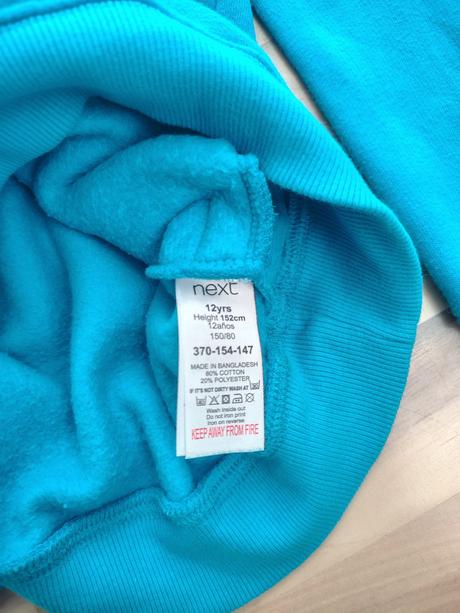 next
12yrs
Height 152cm
12años
150/80
370-154-147
MADE IN BANGLADESH
80% COTTON
20% POLYESTER
IF IT'S NOT DIRTY WASH AT
Wash inside out
Do not iron print
Iron on reverse
KEEP AWAY FROM FIRE